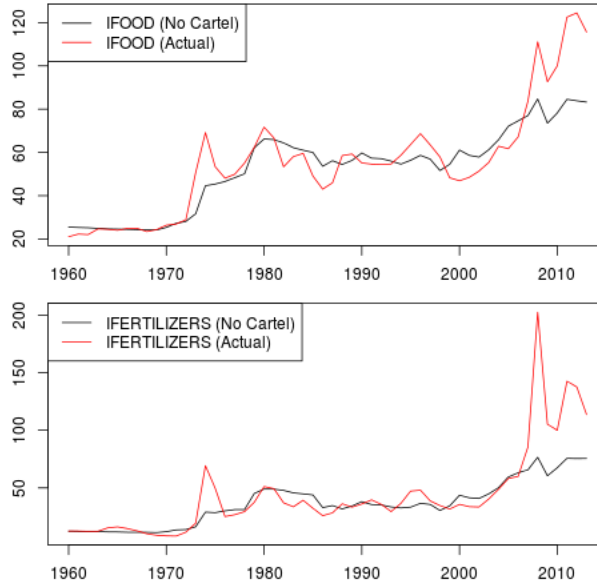 IFOOD (No Cartel)
IFOOD (Actual)
120
100
80
60
40
20
1960 1970 1980 1990 2000 2010
IFERTILIZERS (No Cartel)
IFERTILIZERS (Actual)
200
150
100
50
1960 1970 1980 1990 2000 2010